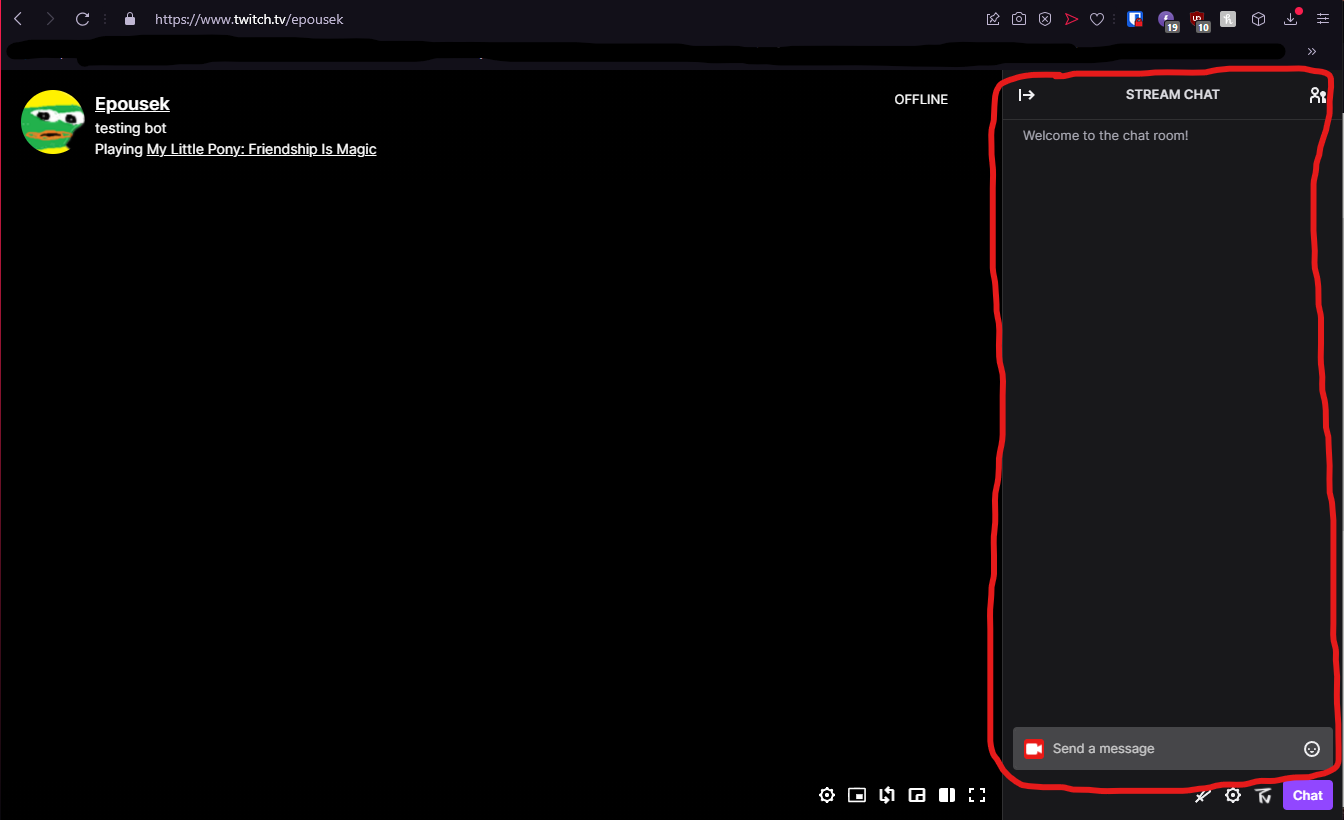 https://www.twitch.tv/epousek
19
10
Epousek
OFFLINE
testing bot
Playing My Little Pony: Friendship Is Magic
STREAM CHAT
Welcome to the chat room!
Send a message
Chat